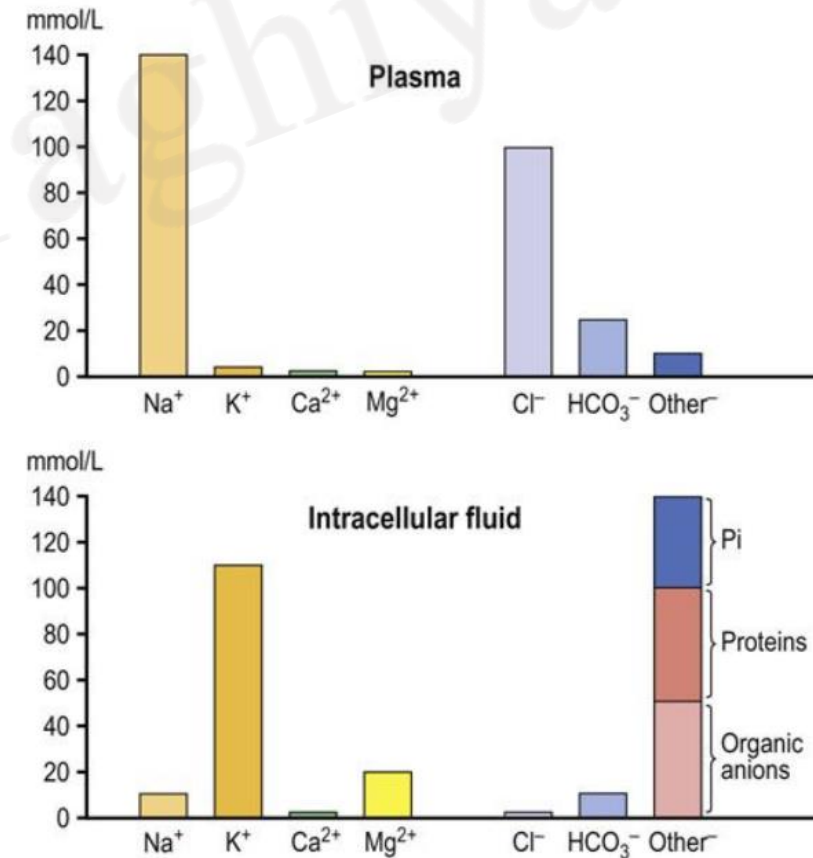 mmol/L
Plasma
140
120
100
80
60
40
20
0
Na⁺ K⁺ Ca²⁺ Mg²⁺ Cl⁻ HCO₃⁻ Other⁻
mmol/L
Intracellular fluid
140
120
100
80
60
40
20
0
Pi
Proteins
Organic
anions
Na⁺ K⁺ Ca²⁺ Mg²⁺ Cl⁻ HCO₃⁻ Other⁻